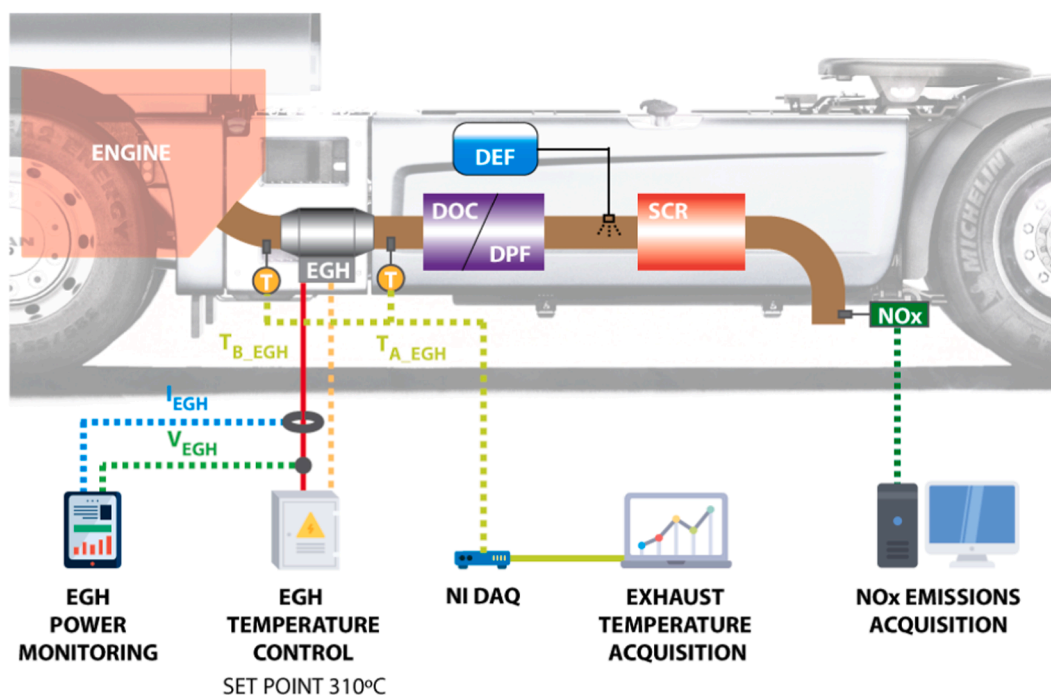 ENGINE
DEF
DOC
DPF
SCR
EGH
T
T
NOx
T_B_EGH
T_A_EGH
I_EGH
V_EGH
MICHELIN
EGH
POWER
MONITORING
EGH
TEMPERATURE
CONTROL
SET POINT 310ºC
NI DAQ
EXHAUST
TEMPERATURE
ACQUISITION
NOx EMISSIONS
ACQUISITION